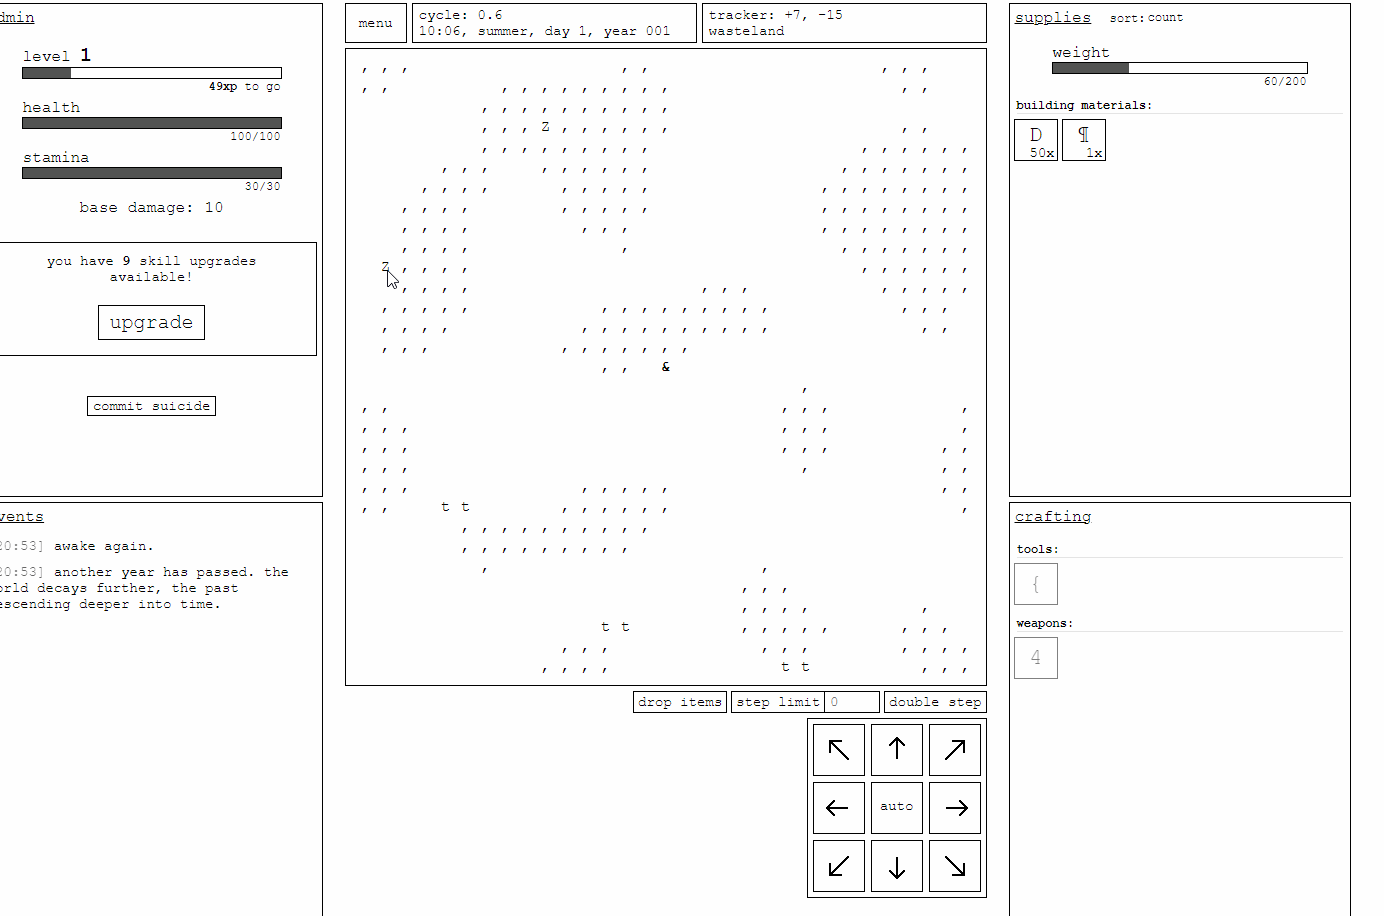 dmin
level 1
49xp to go
health
100/100
stamina
30/30
base damage: 10
you have 9 skill upgrades
available!
upgrade
commit suicide
vents
20:53] awake again.
20:53] another year has passed. the
orld decays further, the past
escending deeper into time.
menu
cycle: 0.6
10:06, summer, day 1, year 001
tracker: +7, -15
wasteland
, , , , , , , ,
, , , , , , , , , , , , ,
, , , , , , , , , ,
, , , Z , , , , , , , ,
, , , , , , , , , , , , , , ,
, , , , , , , , , , , , , , , ,
, , , , , , , , , , , , , , , , ,
, , , , , , , , , , , , , , , , ,
, , , , , , , , , , , , , , ,
, , , , , , , , , , , ,
Z , , , , , , , , , ,
, , , , , , , , , , , ,
, , , , , , , , , , , , , , , , ,
, , , , , , , , , , , , , , , ,
, , , , , , , , , ,
, , &
,
, , , , , ,
, , , , , , ,
, , , , , , , ,
, , , , , ,
, , , , , , , , , ,
, , t t , , , , , , ,
, , , , , , , , , ,
, , , , , , , , ,
, ,
, , ,
, , , , ,
t t , , , , , , , ,
, , , , , , , , , ,
, , , , t t , , ,
drop items
step limit 0
double step
↖ ↑ ↗
← auto →
↙ ↓ ↘
supplies sort: count
weight
60/200
building materials:
D ¶
50x 1x
crafting
tools:
{
weapons:
4